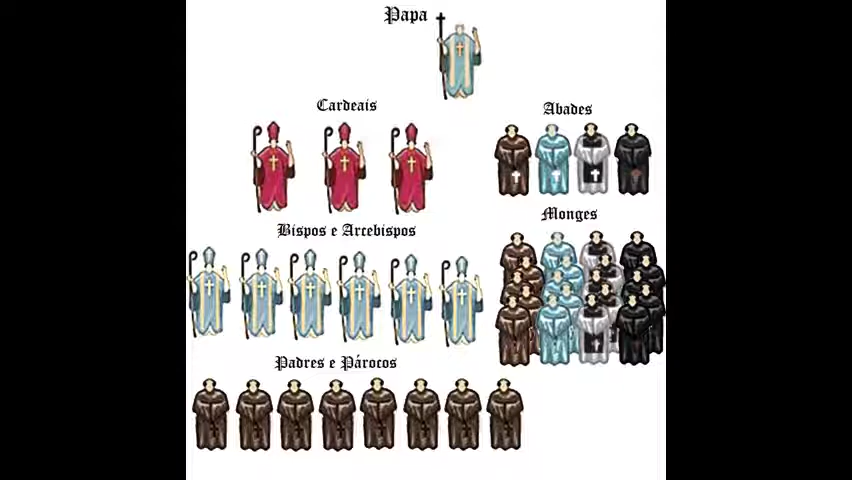 Papa
Cardeais
Abades
Monges
Bispos e Arcebispos
Padres e Párocos